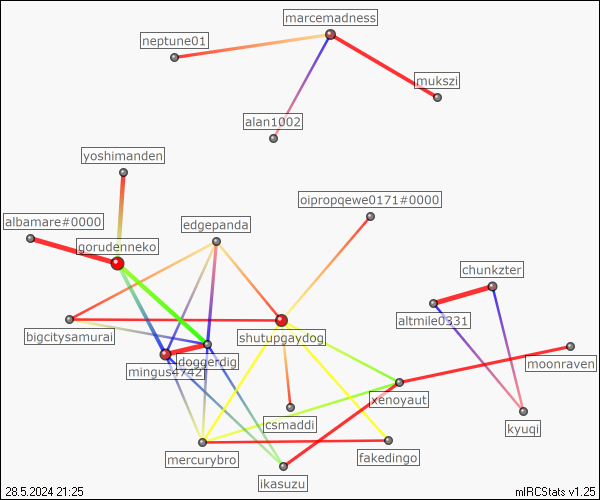 marcemadness
neptune01
mukszi
alan1002
yoshimanden
oipropqewe0171#0000
albamare#0000
edgepanda
gorudenneko
chunkzter
altmile0331
bigcitysamurai
shutupgaydog
doggerdig
mingus4742
moonraven
xenoyaut
csmaddi
kyuqi
mercurybro
fakedingo
ikasuzu
28.5.2024 21:25
mIRCStats v1.25